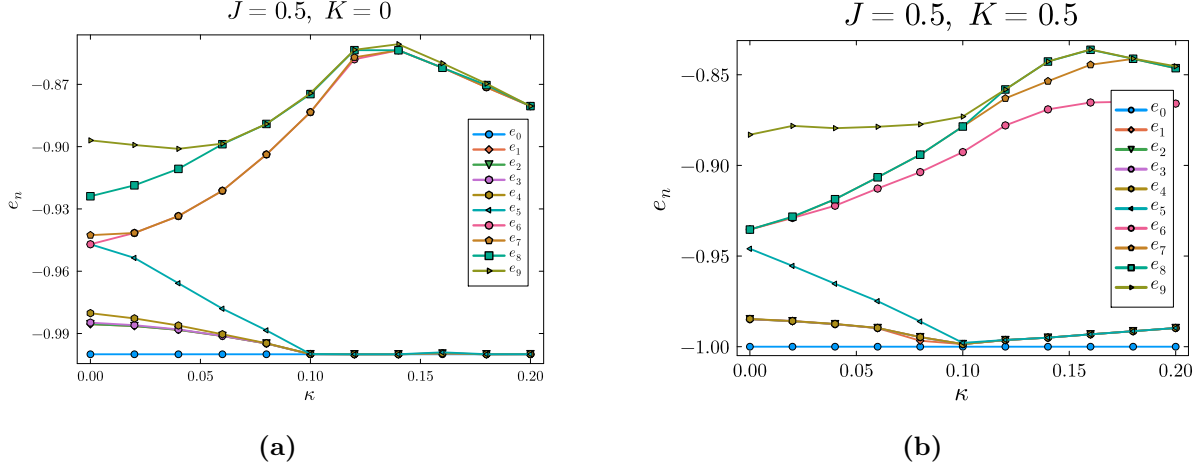 J = 0.5, K = 0
−0.87
−0.90
−0.93
−0.96
−0.99
e_n
e_0
e_1
e_2
e_3
e_4
e_5
e_6
e_7
e_8
e_9
0.00 0.05 0.10 0.15 0.20
κ
(a)
J = 0.5, K = 0.5
−0.85
−0.90
−0.95
−1.00
e_n
e_0
e_1
e_2
e_3
e_4
e_5
e_6
e_7
e_8
e_9
0.00 0.05 0.10 0.15 0.20
κ
(b)